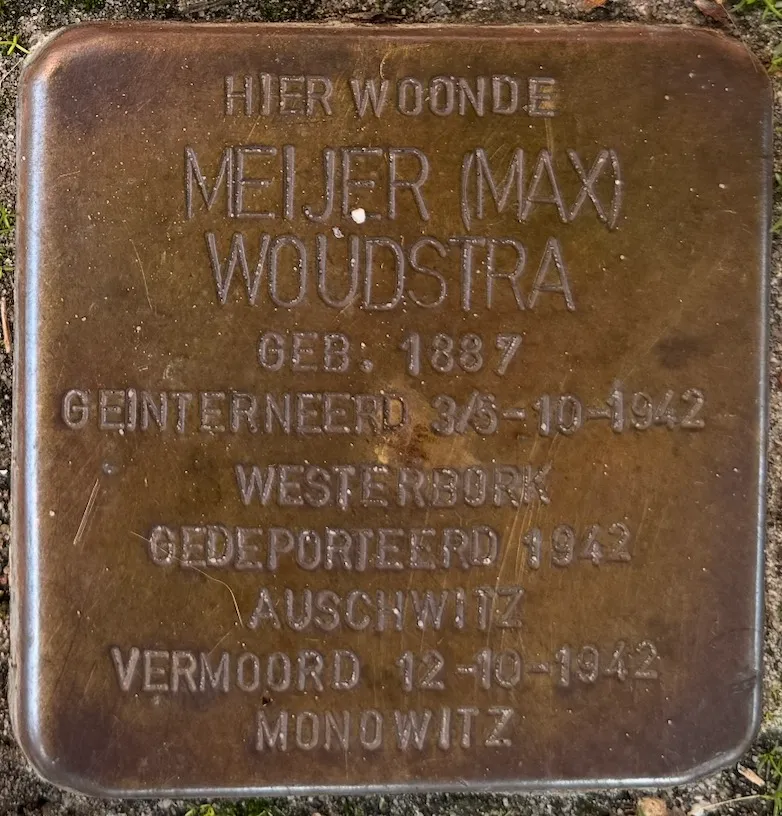 HIER WOONDE
MEIJER (MAX)
WOUDSTRA
GEB. 1887
GEINTERNEERD 3/5-10-1942
WESTERBORK
GEDEPORTEERD 1942
AUSCHWITZ
VERMOORD 12-10-1942
MONOWITZ